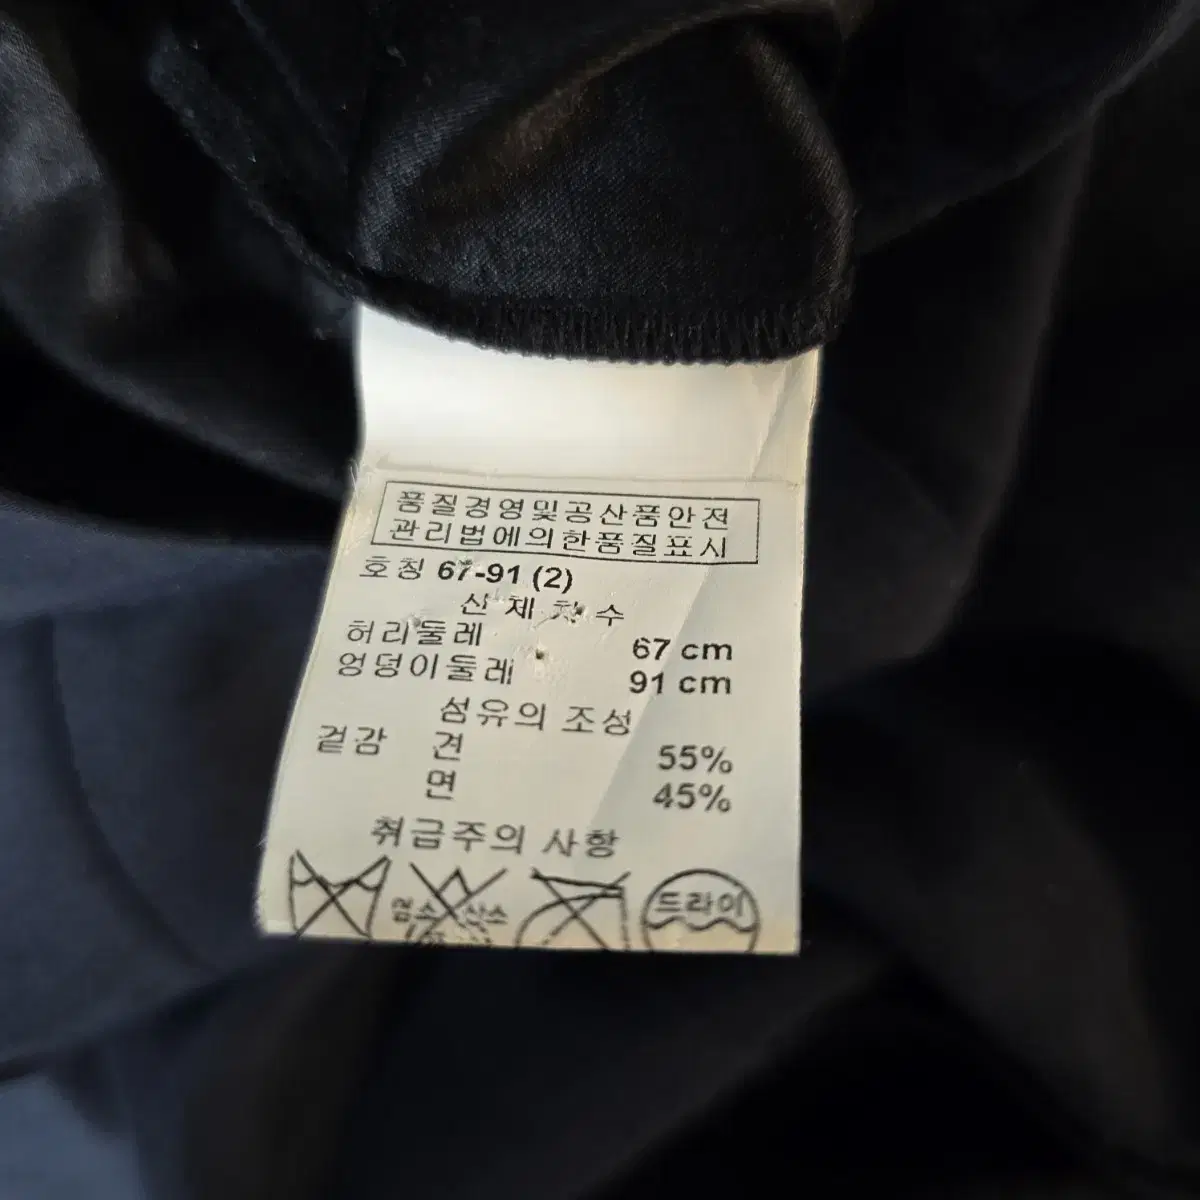 품질경영및공산품안전
관리법에의한품질표시
호칭 67-91 (2)
신체치수
허리둘레 67 cm
엉덩이둘레 91 cm
섬유의 조성
겉감 견 55%
면 45%
취급주의 사항
염소 산소 드라이